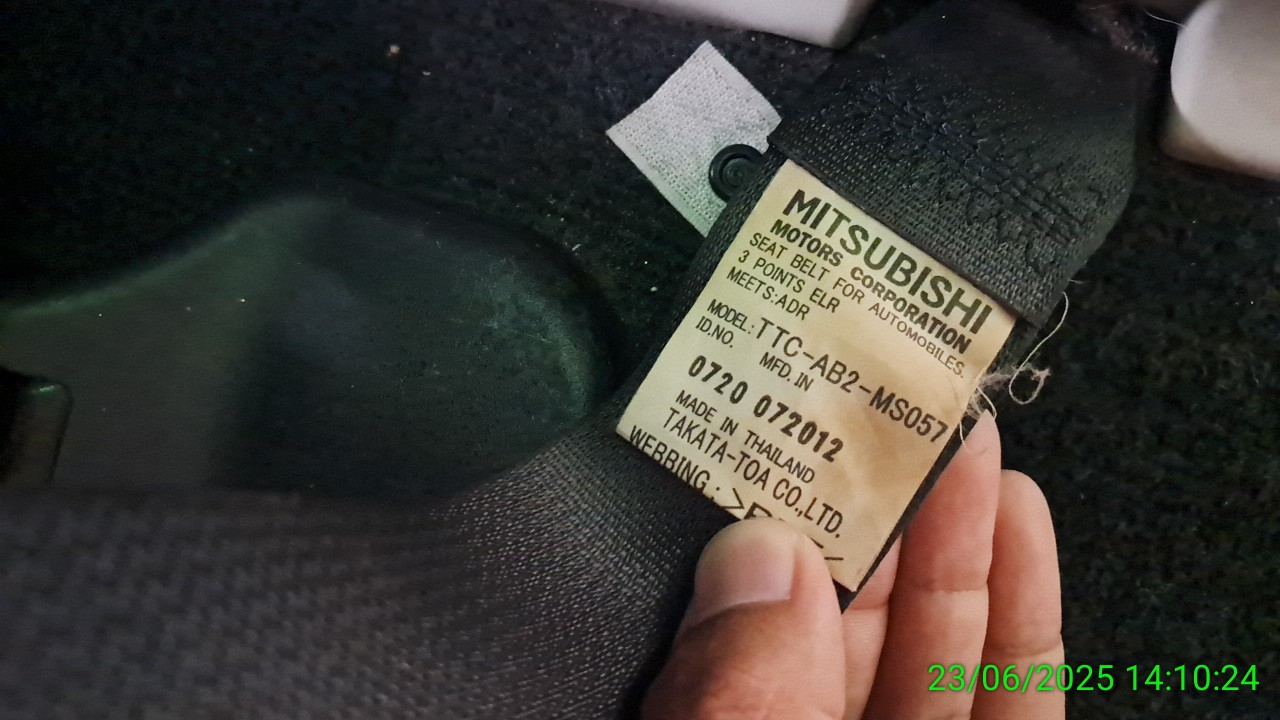 MITSUBISHI
MOTORS CORPORATION
SEAT BELT FOR AUTOMOBILES.
3 POINTS ELR
MEETS:ADR
MODEL: TTC-AB2-MS057
ID.NO. MFD. IN
0720 072012
MADE IN THAILAND
TAKATA-TOA CO.,LTD.
WEBBING:
23/06/2025 14:10:24